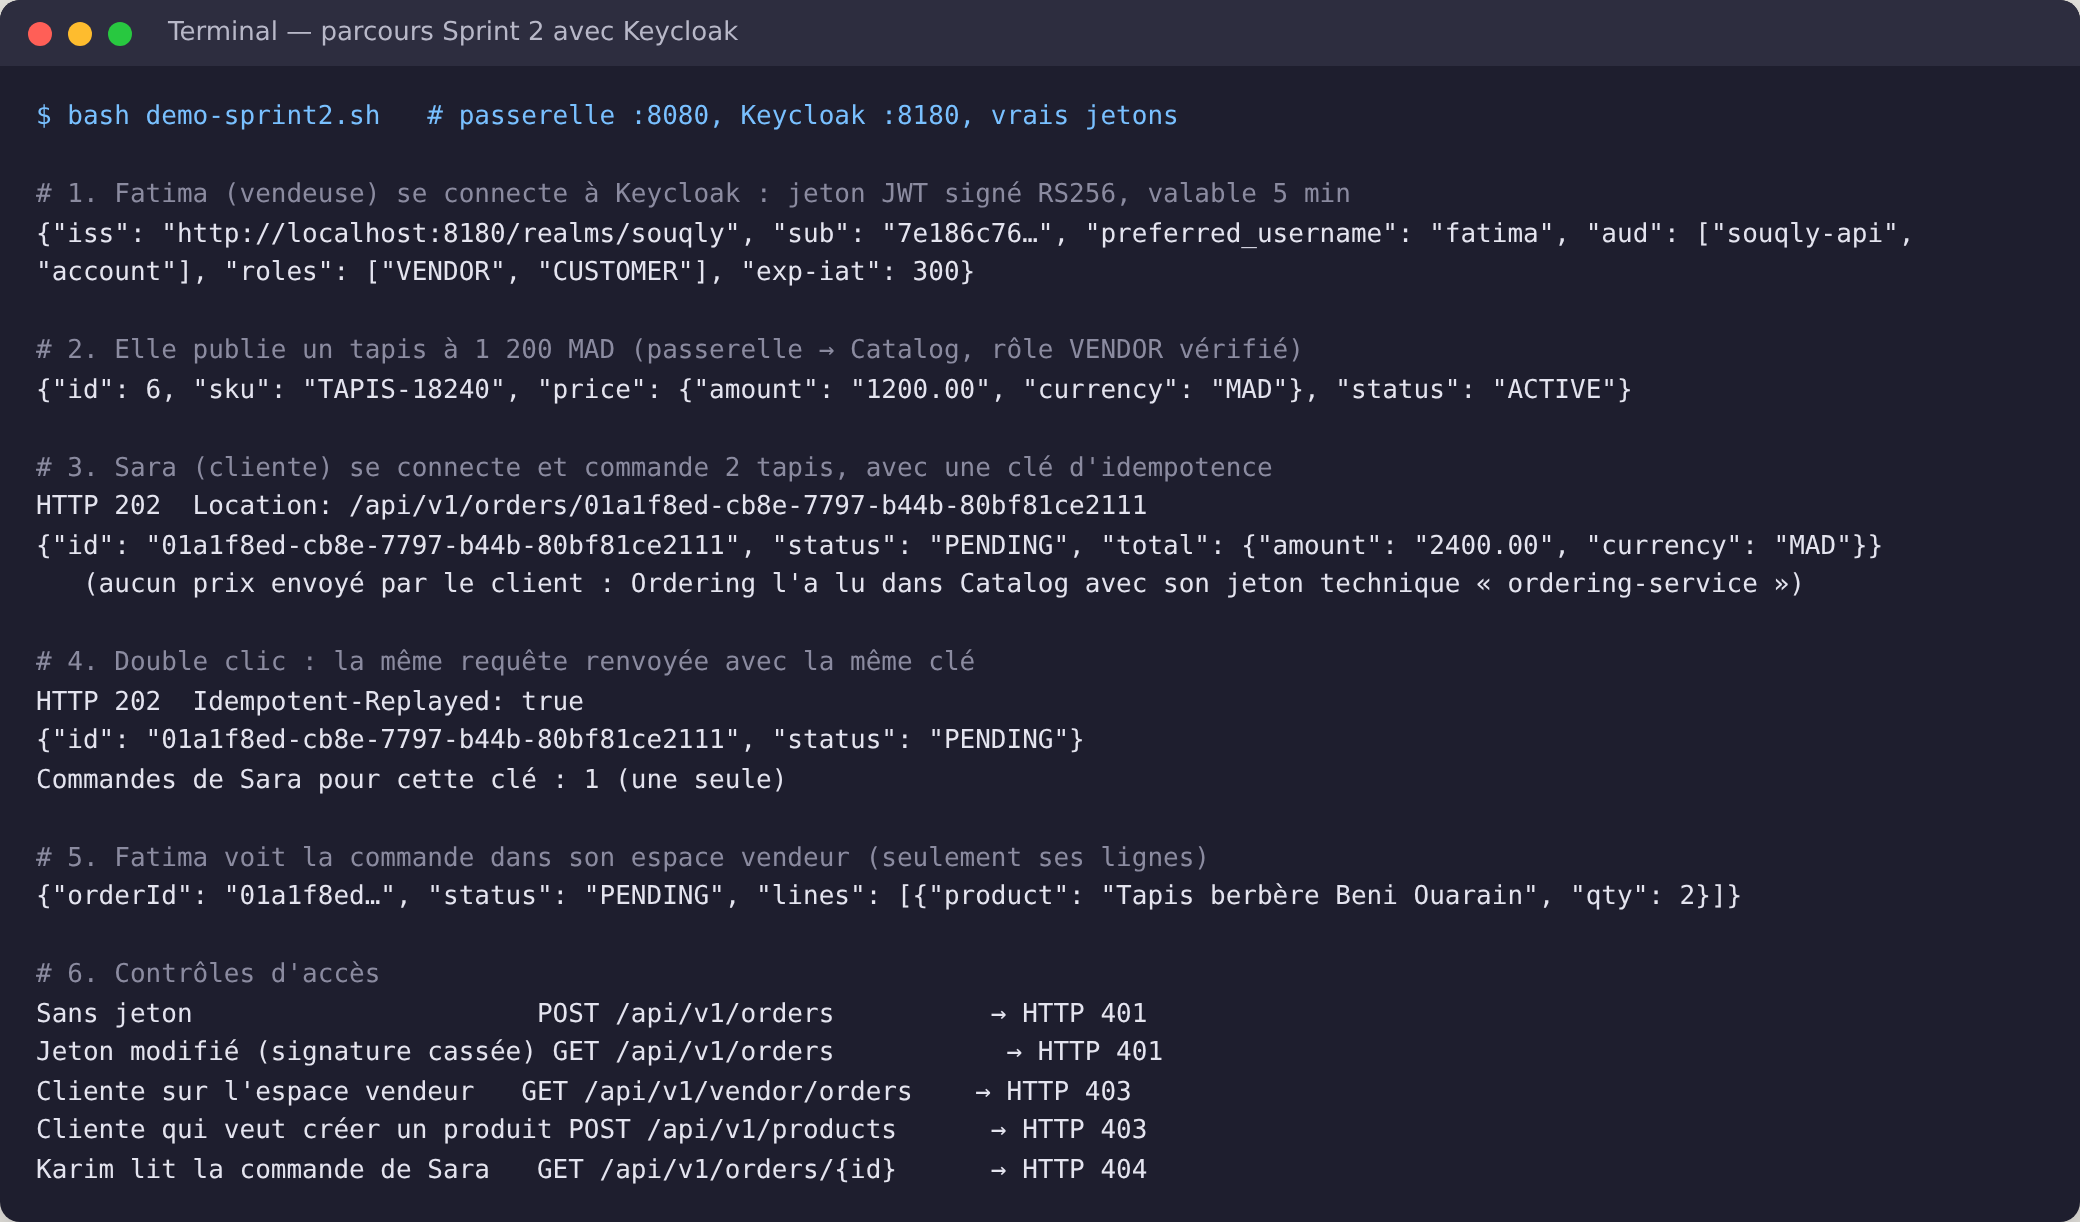 Terminal — parcours Sprint 2 avec Keycloak
$ bash demo-sprint2.sh   # passerelle :8080, Keycloak :8180, vrais jetons
# 1. Fatima (vendeuse) se connecte à Keycloak : jeton JWT signé RS256, valable 5 min
{"iss": "http://localhost:8180/realms/souqly", "sub": "7e186c76…", "preferred_username": "fatima", "aud": ["souqly-api",
"account"], "roles": ["VENDOR", "CUSTOMER"], "exp-iat": 300}
# 2. Elle publie un tapis à 1 200 MAD (passerelle → Catalog, rôle VENDOR vérifié)
{"id": 6, "sku": "TAPIS-18240", "price": {"amount": "1200.00", "currency": "MAD"}, "status": "ACTIVE"}
# 3. Sara (cliente) se connecte et commande 2 tapis, avec une clé d'idempotence
HTTP 202  Location: /api/v1/orders/01a1f8ed-cb8e-7797-b44b-80bf81ce2111
{"id": "01a1f8ed-cb8e-7797-b44b-80bf81ce2111", "status": "PENDING", "total": {"amount": "2400.00", "currency": "MAD"}}
   (aucun prix envoyé par le client : Ordering l'a lu dans Catalog avec son jeton technique « ordering-service »)
# 4. Double clic : la même requête renvoyée avec la même clé
HTTP 202  Idempotent-Replayed: true
{"id": "01a1f8ed-cb8e-7797-b44b-80bf81ce2111", "status": "PENDING"}
Commandes de Sara pour cette clé : 1 (une seule)
# 5. Fatima voit la commande dans son espace vendeur (seulement ses lignes)
{"orderId": "01a1f8ed…", "status": "PENDING", "lines": [{"product": "Tapis berbère Beni Ouarain", "qty": 2}]}
# 6. Contrôles d'accès
Sans jeton                      POST /api/v1/orders          → HTTP 401
Jeton modifié (signature cassée) GET /api/v1/orders           → HTTP 401
Cliente sur l'espace vendeur   GET /api/v1/vendor/orders    → HTTP 403
Cliente qui veut créer un produit POST /api/v1/products      → HTTP 403
Karim lit la commande de Sara   GET /api/v1/orders/{id}      → HTTP 404